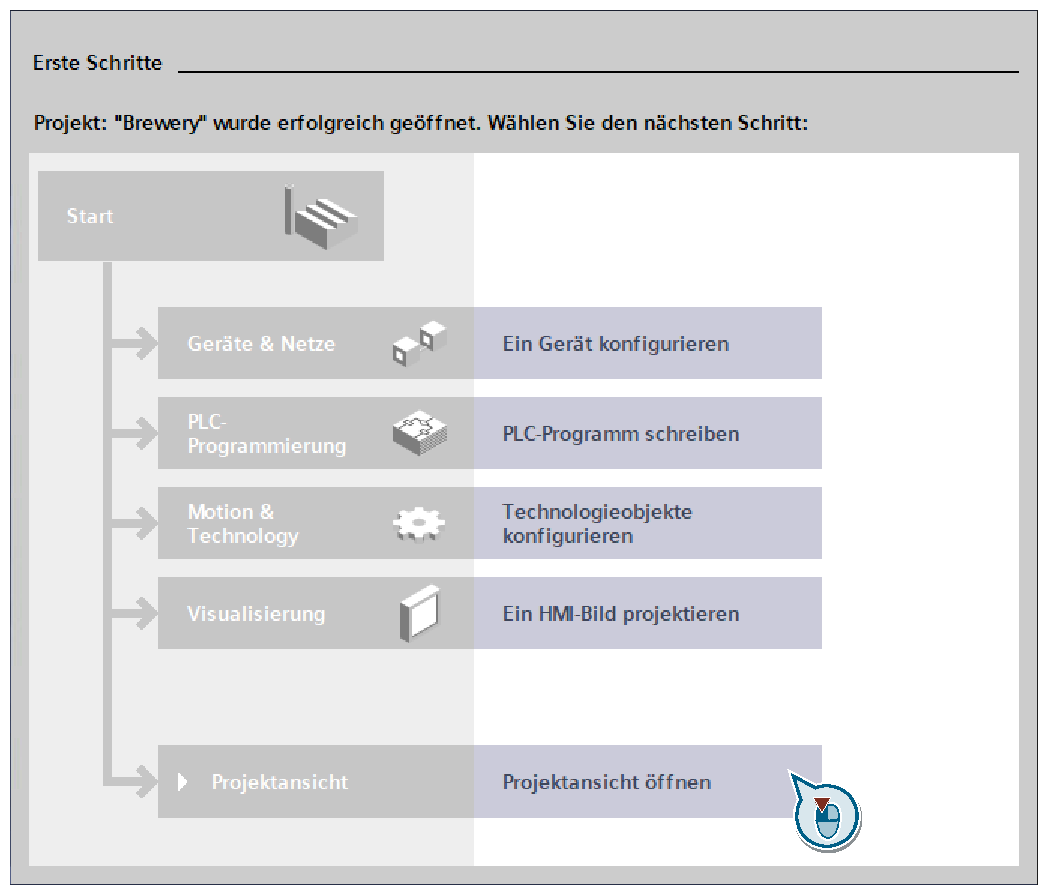 Erste Schritte
Projekt: "Brewery" wurde erfolgreich geöffnet. Wählen Sie den nächsten Schritt:
Start
Geräte & Netze
Ein Gerät konfigurieren
PLC-
Programmierung
PLC-Programm schreiben
Motion &
Technology
Technologieobjekte
konfigurieren
Visualisierung
Ein HMI-Bild projektieren
Projektansicht
Projektansicht öffnen